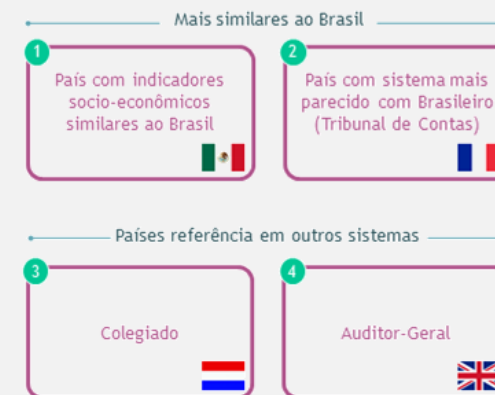 Mais similares ao Brasil
1
País com indicadores
socio-econômicos
similares ao Brasil
2
País com sistema mais
parecido com Brasileiro
(Tribunal de Contas)
Países referência em outros sistemas
3
Colegiado
4
Auditor-Geral